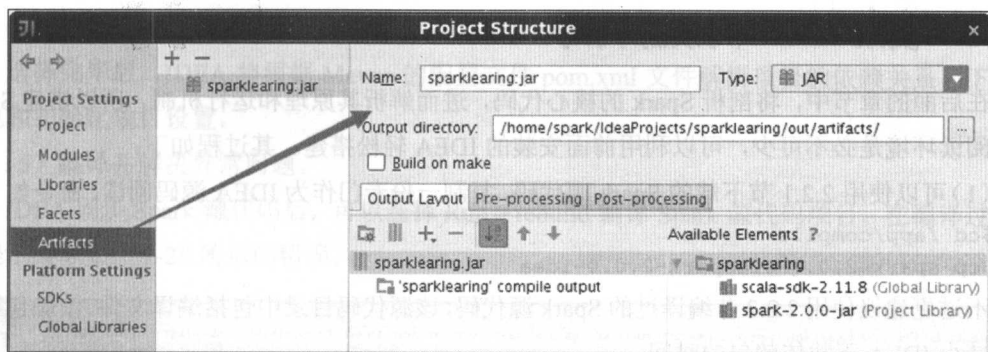 Project Structure
Project Settings
Project
Modules
Libraries
Facets
Artifacts
Platform Settings
SDKs
Global Libraries
sparklearing:jar
Name: sparklearing:jar
Type: JAR
Output directory: /home/spark/IdeaProjects/sparklearing/out/artifacts/ ...
Build on make
Output Layout Pre-processing Post-processing
Available Elements ?
sparklearing.jar
'sparklearing' compile output
sparklearing
scala-sdk-2.11.8 (Global Library)
spark-2.0.0-jar (Project Library)